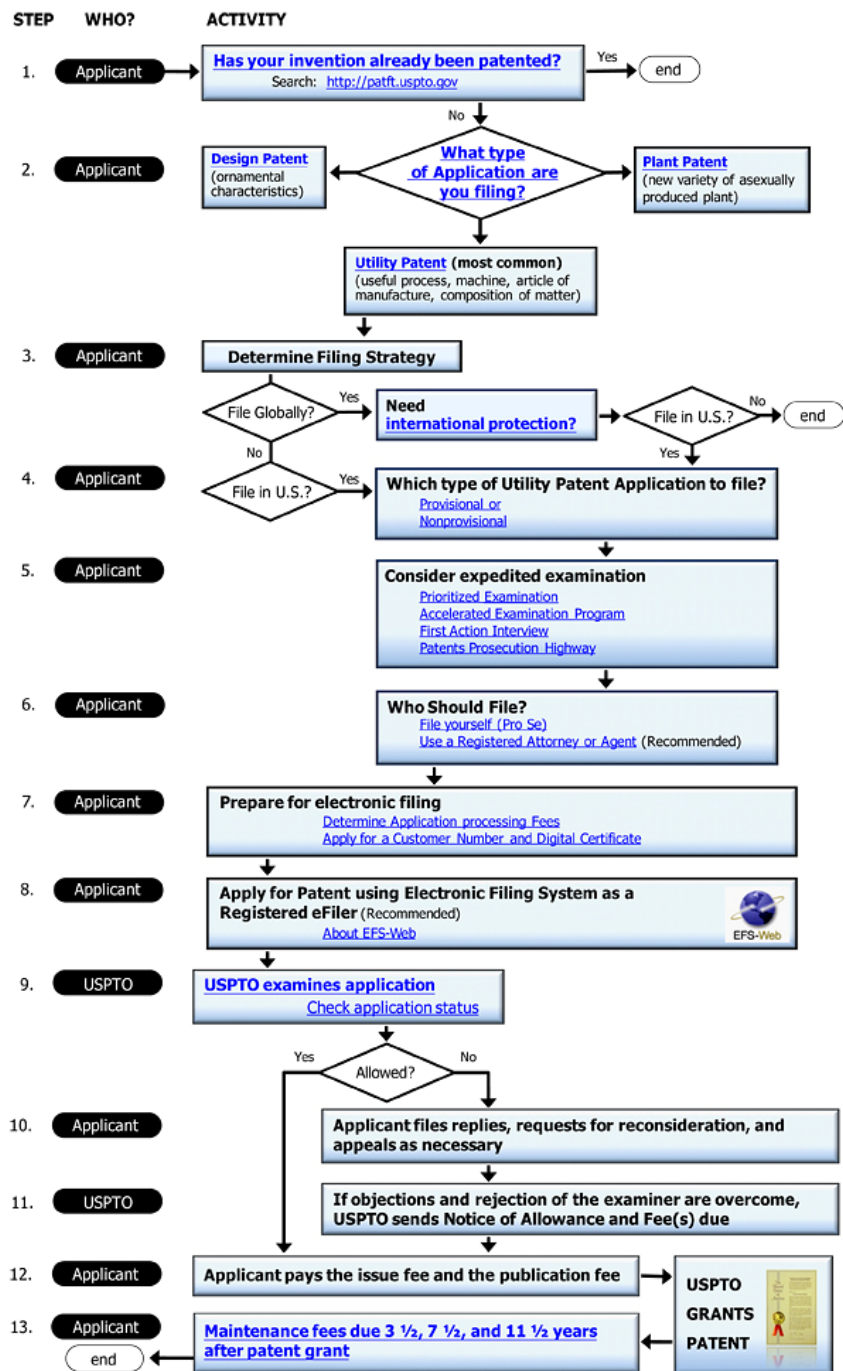 STEP WHO? ACTIVITY
1. Applicant
Has your invention already been patented?
Search: http://patft.uspto.gov
Yes
end
No
2. Applicant
Design Patent
(ornamental
characteristics)
What type
of Application are
you filing?
Plant Patent
(new variety of asexually
produced plant)
Utility Patent (most common)
(useful process, machine, article of
manufacture, composition of matter)
3. Applicant
Determine Filing Strategy
File Globally?
Yes
Need
international protection?
File in U.S.?
No
end
No
Yes
4. Applicant
File in U.S.?
Yes
Which type of Utility Patent Application to file?
Provisional or
Nonprovisional
5. Applicant
Consider expedited examination
Prioritized Examination
Accelerated Examination Program
First Action Interview
Patents Prosecution Highway
6. Applicant
Who Should File?
File yourself (Pro Se)
Use a Registered Attorney or Agent (Recommended)
7. Applicant
Prepare for electronic filing
Determine Application processing Fees
Apply for a Customer Number and Digital Certificate
8. Applicant
Apply for Patent using Electronic Filing System as a
Registered eFiler (Recommended)
About EFS-Web
EFS-Web
9. USPTO
USPTO examines application
Check application status
Yes
No
Allowed?
10. Applicant
Applicant files replies, requests for reconsideration, and
appeals as necessary
11. USPTO
If objections and rejection of the examiner are overcome,
USPTO sends Notice of Allowance and Fee(s) due
12. Applicant
Applicant pays the issue fee and the publication fee
USPTO
GRANTS
PATENT
13. Applicant
Maintenance fees due 3 ½, 7 ½, and 11 ½ years
after patent grant
end